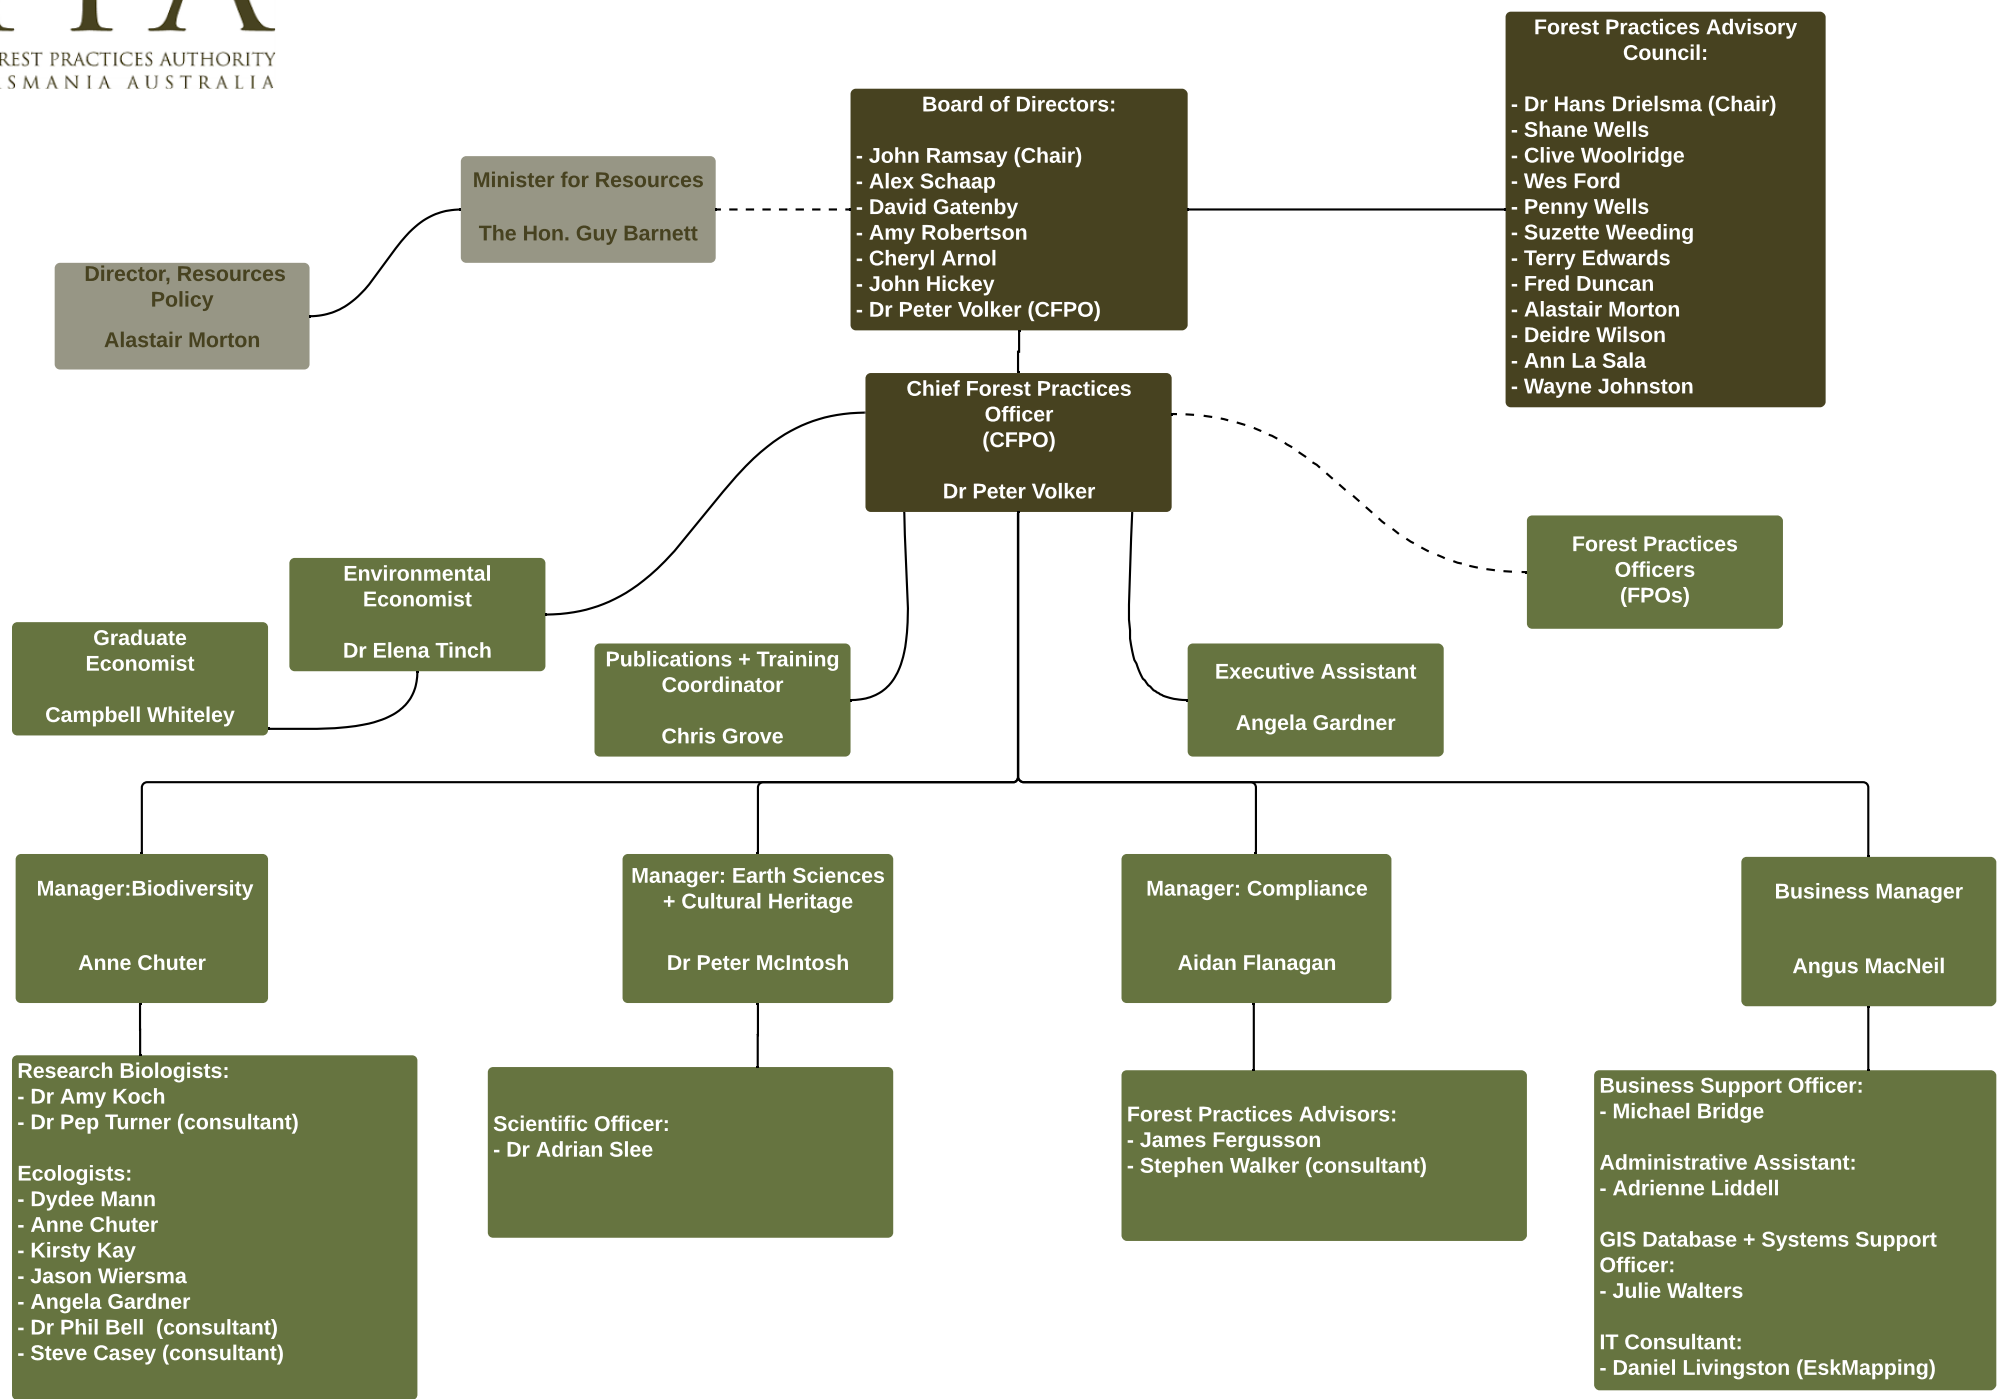 REST PRACTICES AUTHORITY
SMANIA AUSTRALIA
Forest Practices Advisory
Council:
- Dr Hans Drielsma (Chair)
- Shane Wells
- Clive Woolridge
- Wes Ford
- Penny Wells
- Suzette Weeding
- Terry Edwards
- Fred Duncan
- Alastair Morton
- Deidre Wilson
- Ann La Sala
- Wayne Johnston
Board of Directors:
- John Ramsay (Chair)
- Alex Schaap
- David Gatenby
- Amy Robertson
- Cheryl Arnol
- John Hickey
- Dr Peter Volker (CFPO)
Minister for Resources
The Hon. Guy Barnett
Director, Resources
Policy
Alastair Morton
Chief Forest Practices
Officer
(CFPO)
Dr Peter Volker
Forest Practices
Officers
(FPOs)
Environmental
Economist
Dr Elena Tinch
Graduate
Economist
Campbell Whiteley
Publications + Training
Coordinator
Chris Grove
Executive Assistant
Angela Gardner
Manager:Biodiversity
Anne Chuter
Manager: Earth Sciences
+ Cultural Heritage
Dr Peter McIntosh
Manager: Compliance
Aidan Flanagan
Business Manager
Angus MacNeil
Research Biologists:
- Dr Amy Koch
- Dr Pep Turner (consultant)
Ecologists:
- Dydee Mann
- Anne Chuter
- Kirsty Kay
- Jason Wiersma
- Angela Gardner
- Dr Phil Bell  (consultant)
- Steve Casey (consultant)
Scientific Officer:
- Dr Adrian Slee
Forest Practices Advisors:
- James Fergusson
- Stephen Walker (consultant)
Business Support Officer:
- Michael Bridge
Administrative Assistant:
- Adrienne Liddell
GIS Database + Systems Support
Officer:
- Julie Walters
IT Consultant:
- Daniel Livingston (EskMapping)